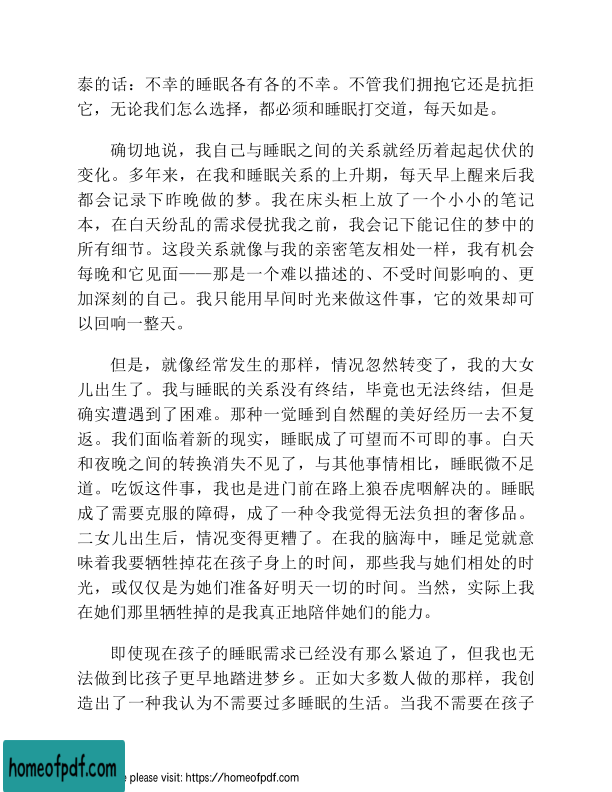 泰的话：不幸的睡眠各有各的不幸。不管我们拥抱它还是抗拒
它，无论我们怎么选择，都必须和睡眠打交道，每天如是。
确切地说，我自己与睡眠之间的关系就经历着起起伏伏的
变化。多年来，在我和睡眠关系的上升期，每天早上醒来后我
都会记录下昨晚做的梦。我在床头柜上放了一个小小的笔记
本，在白天纷乱的需求侵扰我之前，我会记下能记住的梦中的
所有细节。这段关系就像与我的亲密笔友相处一样，我有机会
每晚和它见面——那是一个难以描述的、不受时间影响的、更
加深刻的自己。我只能用早间时光来做这件事，它的效果却可
以回响一整天。
但是，就像经常发生的那样，情况忽然转变了，我的大女
儿出生了。我与睡眠的关系没有终结，毕竟也无法终结，但是
确实遭遇到了困难。那种一觉睡到自然醒的美好经历一去不复
返。我们面临着新的现实，睡眠成了可望而不可即的事。白天
和夜晚之间的转换消失不见了，与其他事情相比，睡眠微不足
道。吃饭这件事，我也是进门前在路上狼吞虎咽解决的。睡眠
成了需要克服的障碍，成了一种令我觉得无法负担的奢侈品。
二女儿出生后，情况变得更糟了。在我的脑海中，睡足觉就意
味着我要牺牲掉花在孩子身上的时间，那些我与她们相处的时
光，或仅仅是为她们准备好明天一切的时间。当然，实际上我
在她们那里牺牲掉的是我真正地陪伴她们的能力。
即使现在孩子的睡眠需求已经没有那么紧迫了，但我也无
法做到比孩子更早地踏进梦乡。正如大多数人做的那样，我创
造出了一种我认为不需要过多睡眠的生活。当我不需要在孩子
homeofpdf.com
e please visit: https://homeofpdf.com